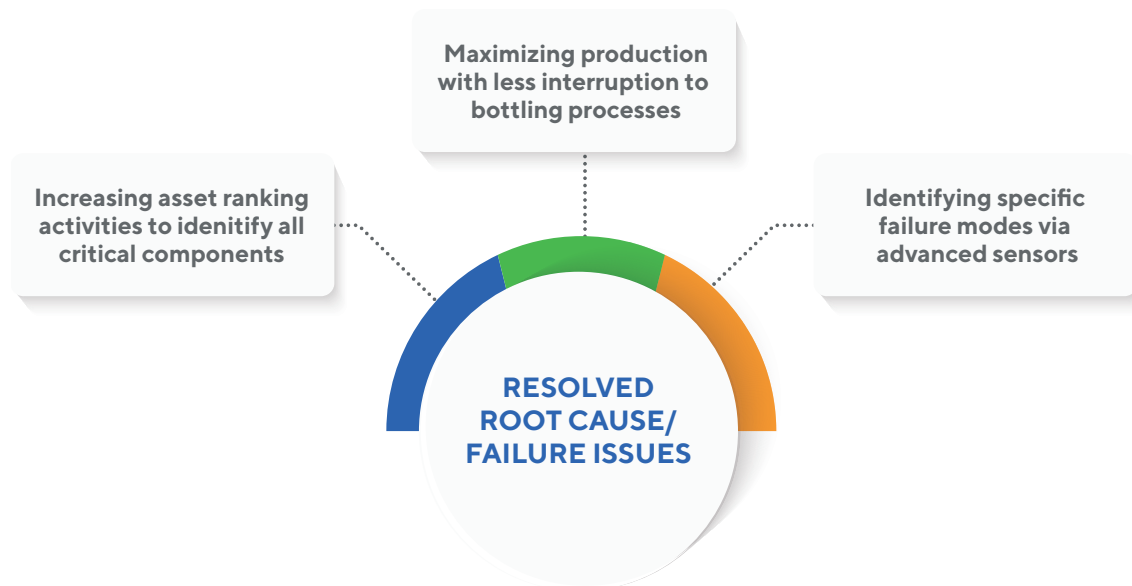 Maximizing production
with less interruption to
bottling processes
Increasing asset ranking
activities to idenitify all
critical components
Identifying specific
failure modes via
advanced sensors
RESOLVED
ROOT CAUSE/
FAILURE ISSUES